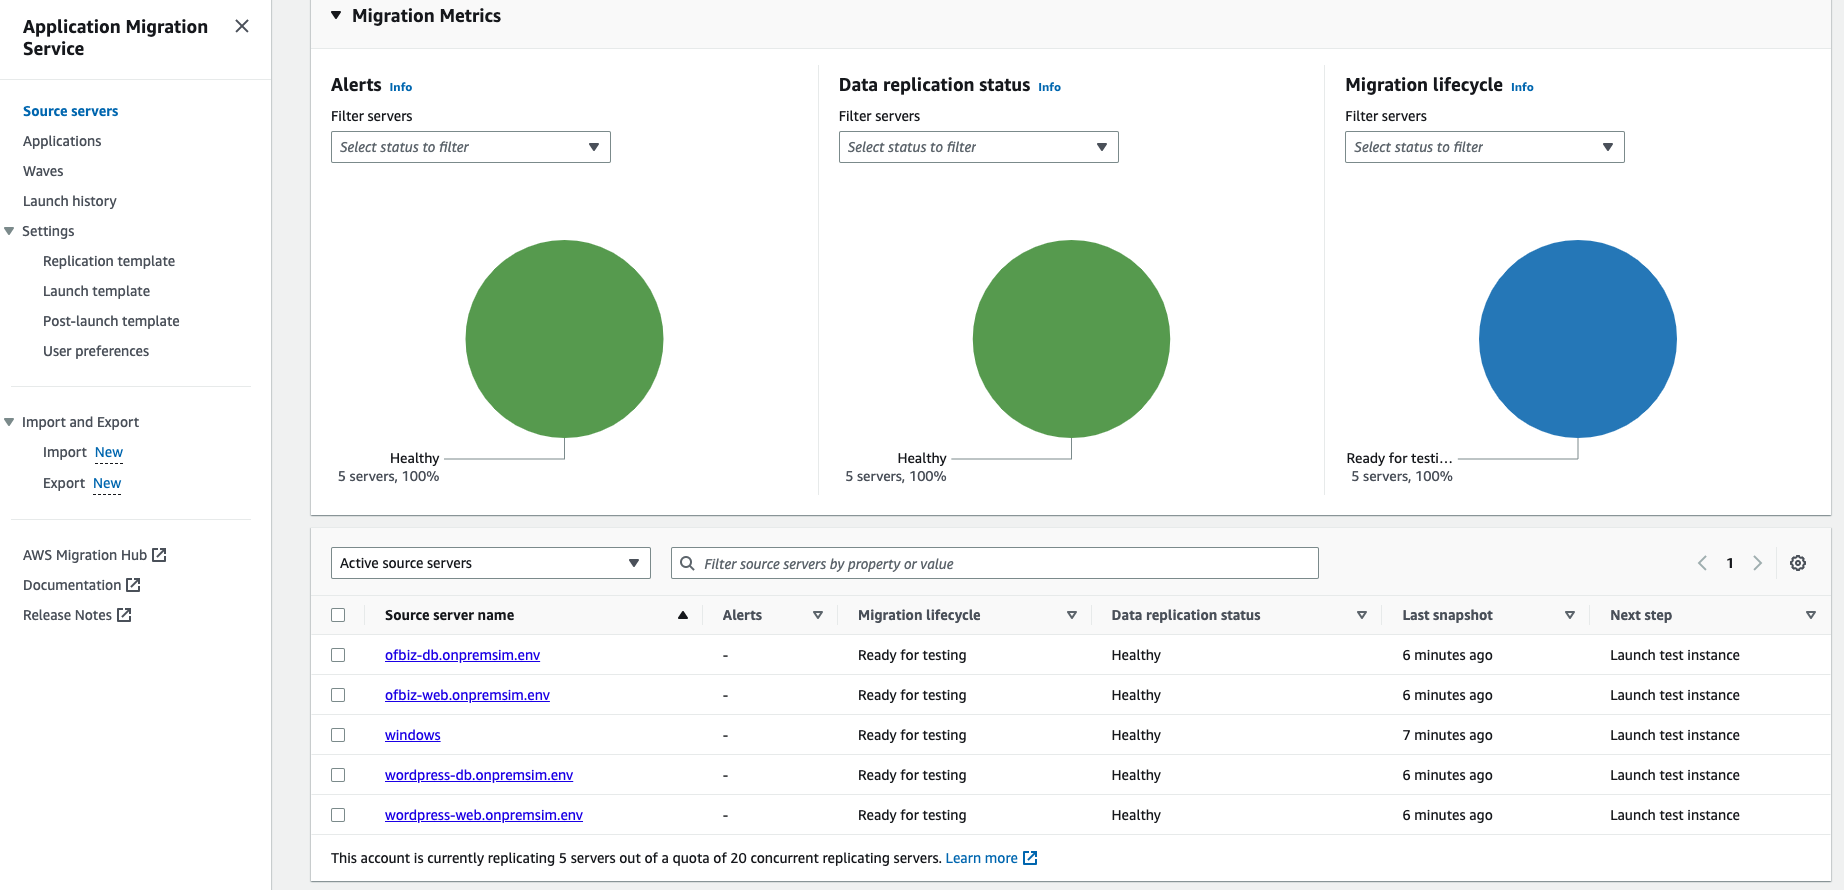 Application Migration
Service
Source servers
Applications
Waves
Launch history
Settings
Replication template
Launch template
Post-launch template
User preferences
Import and Export
Import New
Export New
AWS Migration Hub
Documentation
Release Notes
Migration Metrics
Alerts Info
Filter servers
Select status to filter
Healthy
5 servers, 100%
Data replication status Info
Filter servers
Select status to filter
Healthy
5 servers, 100%
Migration lifecycle Info
Filter servers
Select status to filter
Ready for testi...
5 servers, 100%
Active source servers Filter source servers by property or value 1
Source server name Alerts Migration lifecycle Data replication status Last snapshot Next step
ofbiz-db.onpremsim.env - Ready for testing Healthy 6 minutes ago Launch test instance
ofbiz-web.onpremsim.env - Ready for testing Healthy 6 minutes ago Launch test instance
windows - Ready for testing Healthy 7 minutes ago Launch test instance
wordpress-db.onpremsim.env - Ready for testing Healthy 6 minutes ago Launch test instance
wordpress-web.onpremsim.env - Ready for testing Healthy 6 minutes ago Launch test instance
This account is currently replicating 5 servers out of a quota of 20 concurrent replicating servers. Learn more